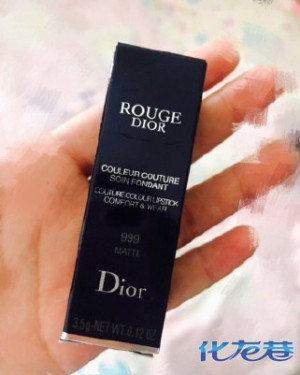 ROUGE
DIOR
COULEUR COUTURE
SOIN FONDANT
COUTURE COLOUR LIPSTICK
COMFORT & WEAR
999
MATTE
Dior
3.5g-NET WT. 0.12 OZ
化龙巷